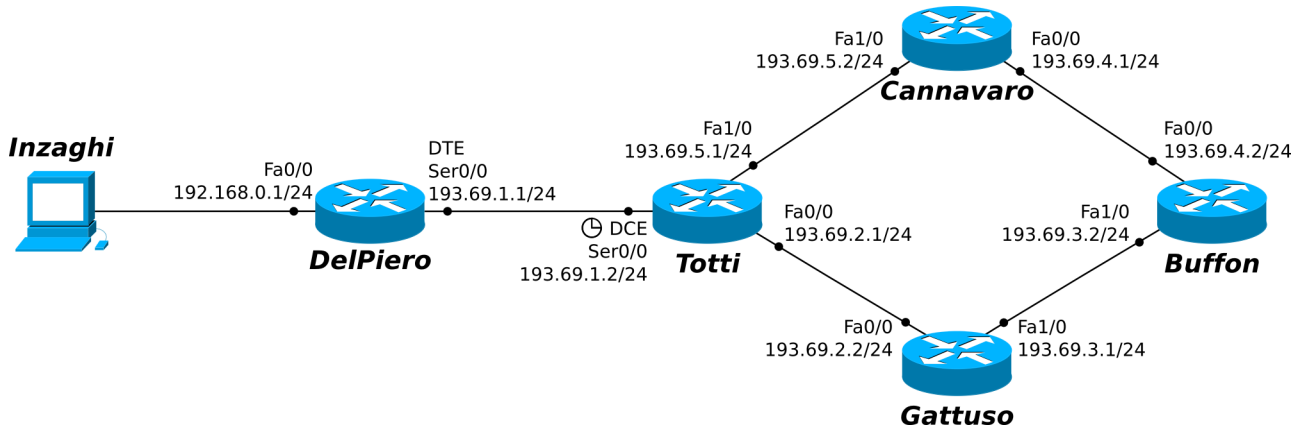 Fa1/0
193.69.5.2/24
Fa0/0
193.69.4.1/24
Cannavaro
Inzaghi
Fa0/0
192.168.0.1/24
DTE
Ser0/0
193.69.1.1/24
DelPiero
Fa1/0
193.69.5.1/24
DCE
Ser0/0
193.69.1.2/24
Totti
Fa0/0
193.69.2.1/24
Fa0/0
193.69.4.2/24
Fa1/0
193.69.3.2/24
Buffon
Fa0/0
193.69.2.2/24
Fa1/0
193.69.3.1/24
Gattuso